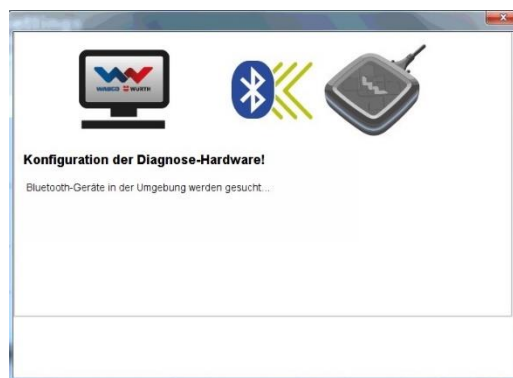 WABCO WÜRTH
Konfiguration der Diagnose-Hardware!
Bluetooth-Geräte in der Umgebung werden gesucht...